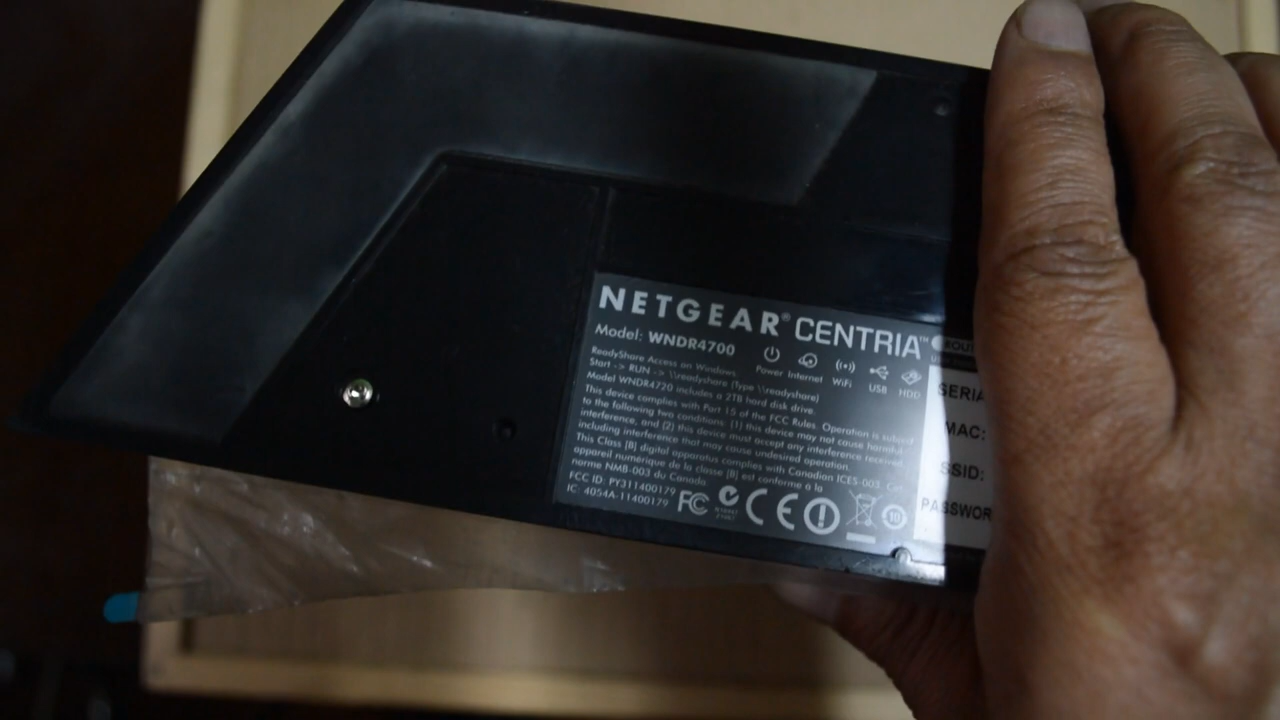 NETGEAR® CENTRIA™
Model: WNDR4700
Power Internet WiFi USB HDD
ReadyShare Access on Windows.
Start -> RUN -> \\readyshare (Type \\readyshare)
Model WNDR4720 includes a 2TB hard disk drive.
This device complies with Part 15 of the FCC Rules. Operation is subject
to the following two conditions: (1) this device may not cause harmful
interference, and (2) this device must accept any interference received,
including interference that may cause undesired operation.
This Class [B] digital apparatus complies with Canadian ICES-003. Cet
appareil numérique de la classe [B] est conforme à la
norme NMB-003 du Canada.
FCC ID: PY311400179
IC: 4054A-11400179
FC CE
SERIA
MAC:
SSID:
PASSWOR